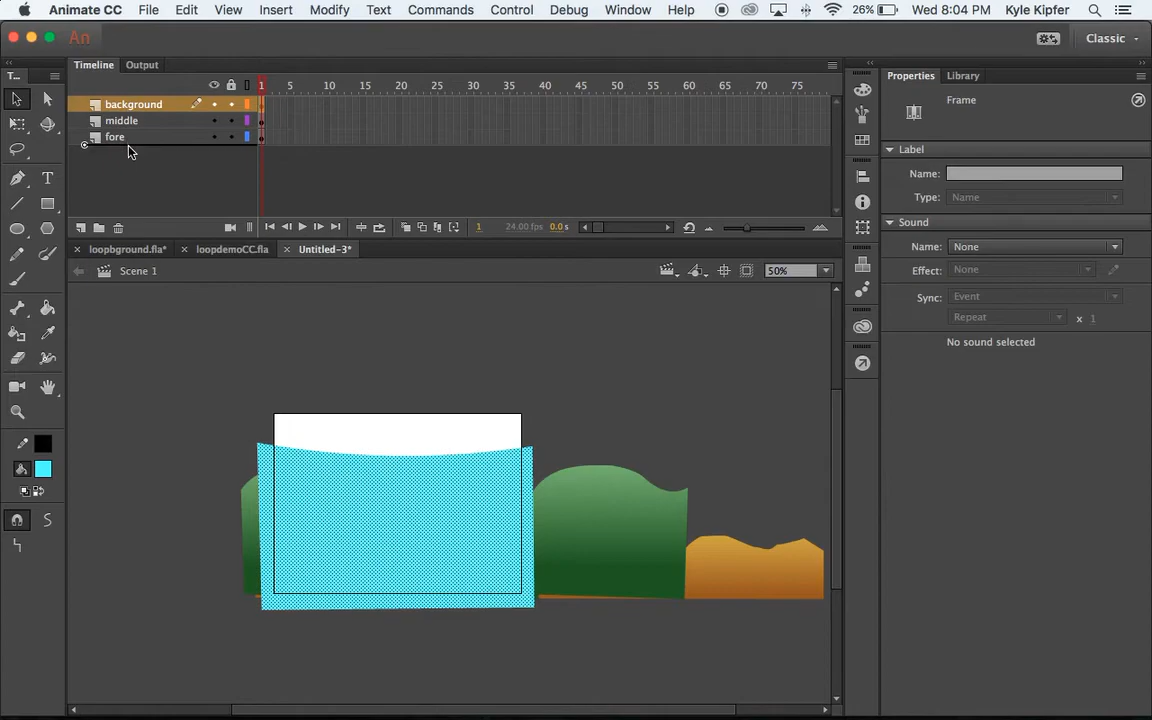 Animate CC File Edit View Insert Modify Text Commands Control Debug Window Help 26% Wed 8:04 PM Kyle Kipfer
An Classic
Timeline Output
T...
1 5 10 15 20 25 30 35 40 45 50 55 60 65 70 75
background
middle
fore
1 24.00 fps 0.0 s
loopbground.fla* loopdemoCC.fla Untitled-3*
Scene 1 50%
Properties Library
Frame
Label
Name:
Type: Name
Sound
Name: None
Effect: None
Sync: Event
Repeat x 1
No sound selected